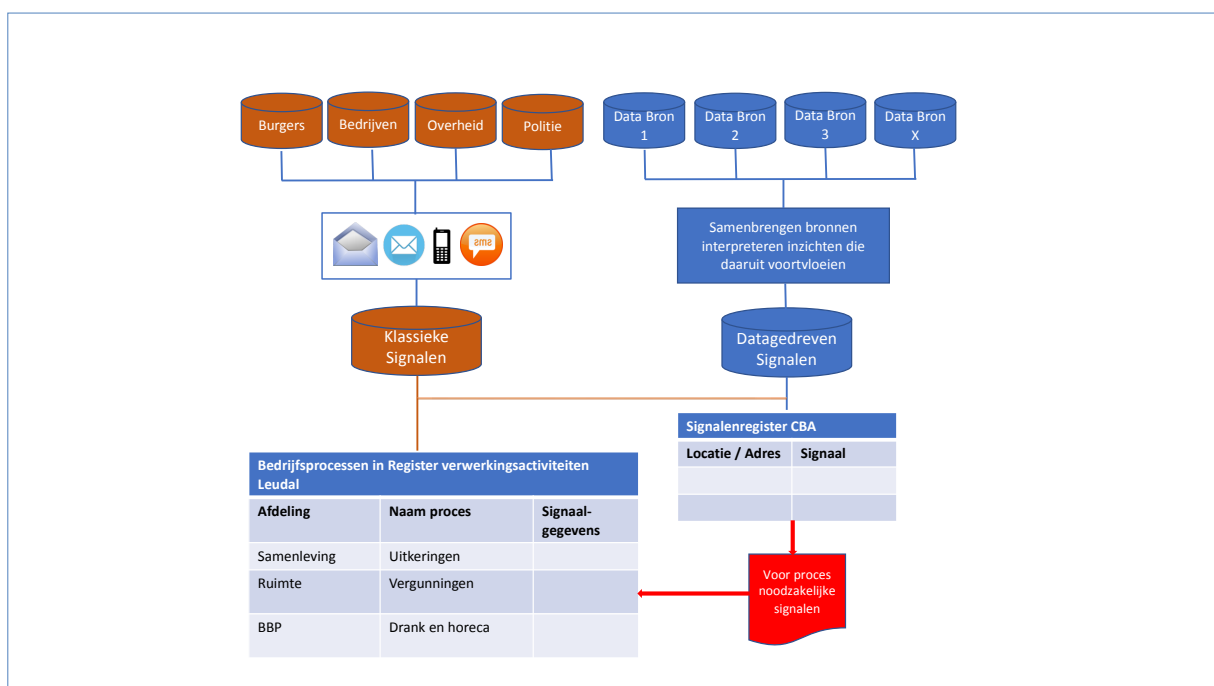 Burgers
Bedrijven
Overheid
Politie
Data Bron
1
Data Bron
2
Data Bron
3
Data Bron
X
sms
Samenbrengen bronnen
interpreteren inzichten die
daaruit voortvloeien
Klassieke
Signalen
Datagedreven
Signalen
Signalenregister CBA
Locatie / Adres
Signaal
Bedrijfsprocessen in Register verwerkingsactiviteiten
Leudal
Afdeling
Naam proces
Signaal-
gegevens
Samenleving
Uitkeringen
Ruimte
Vergunningen
BBP
Drank en horeca
Voor proces
noodzakelijke
signalen